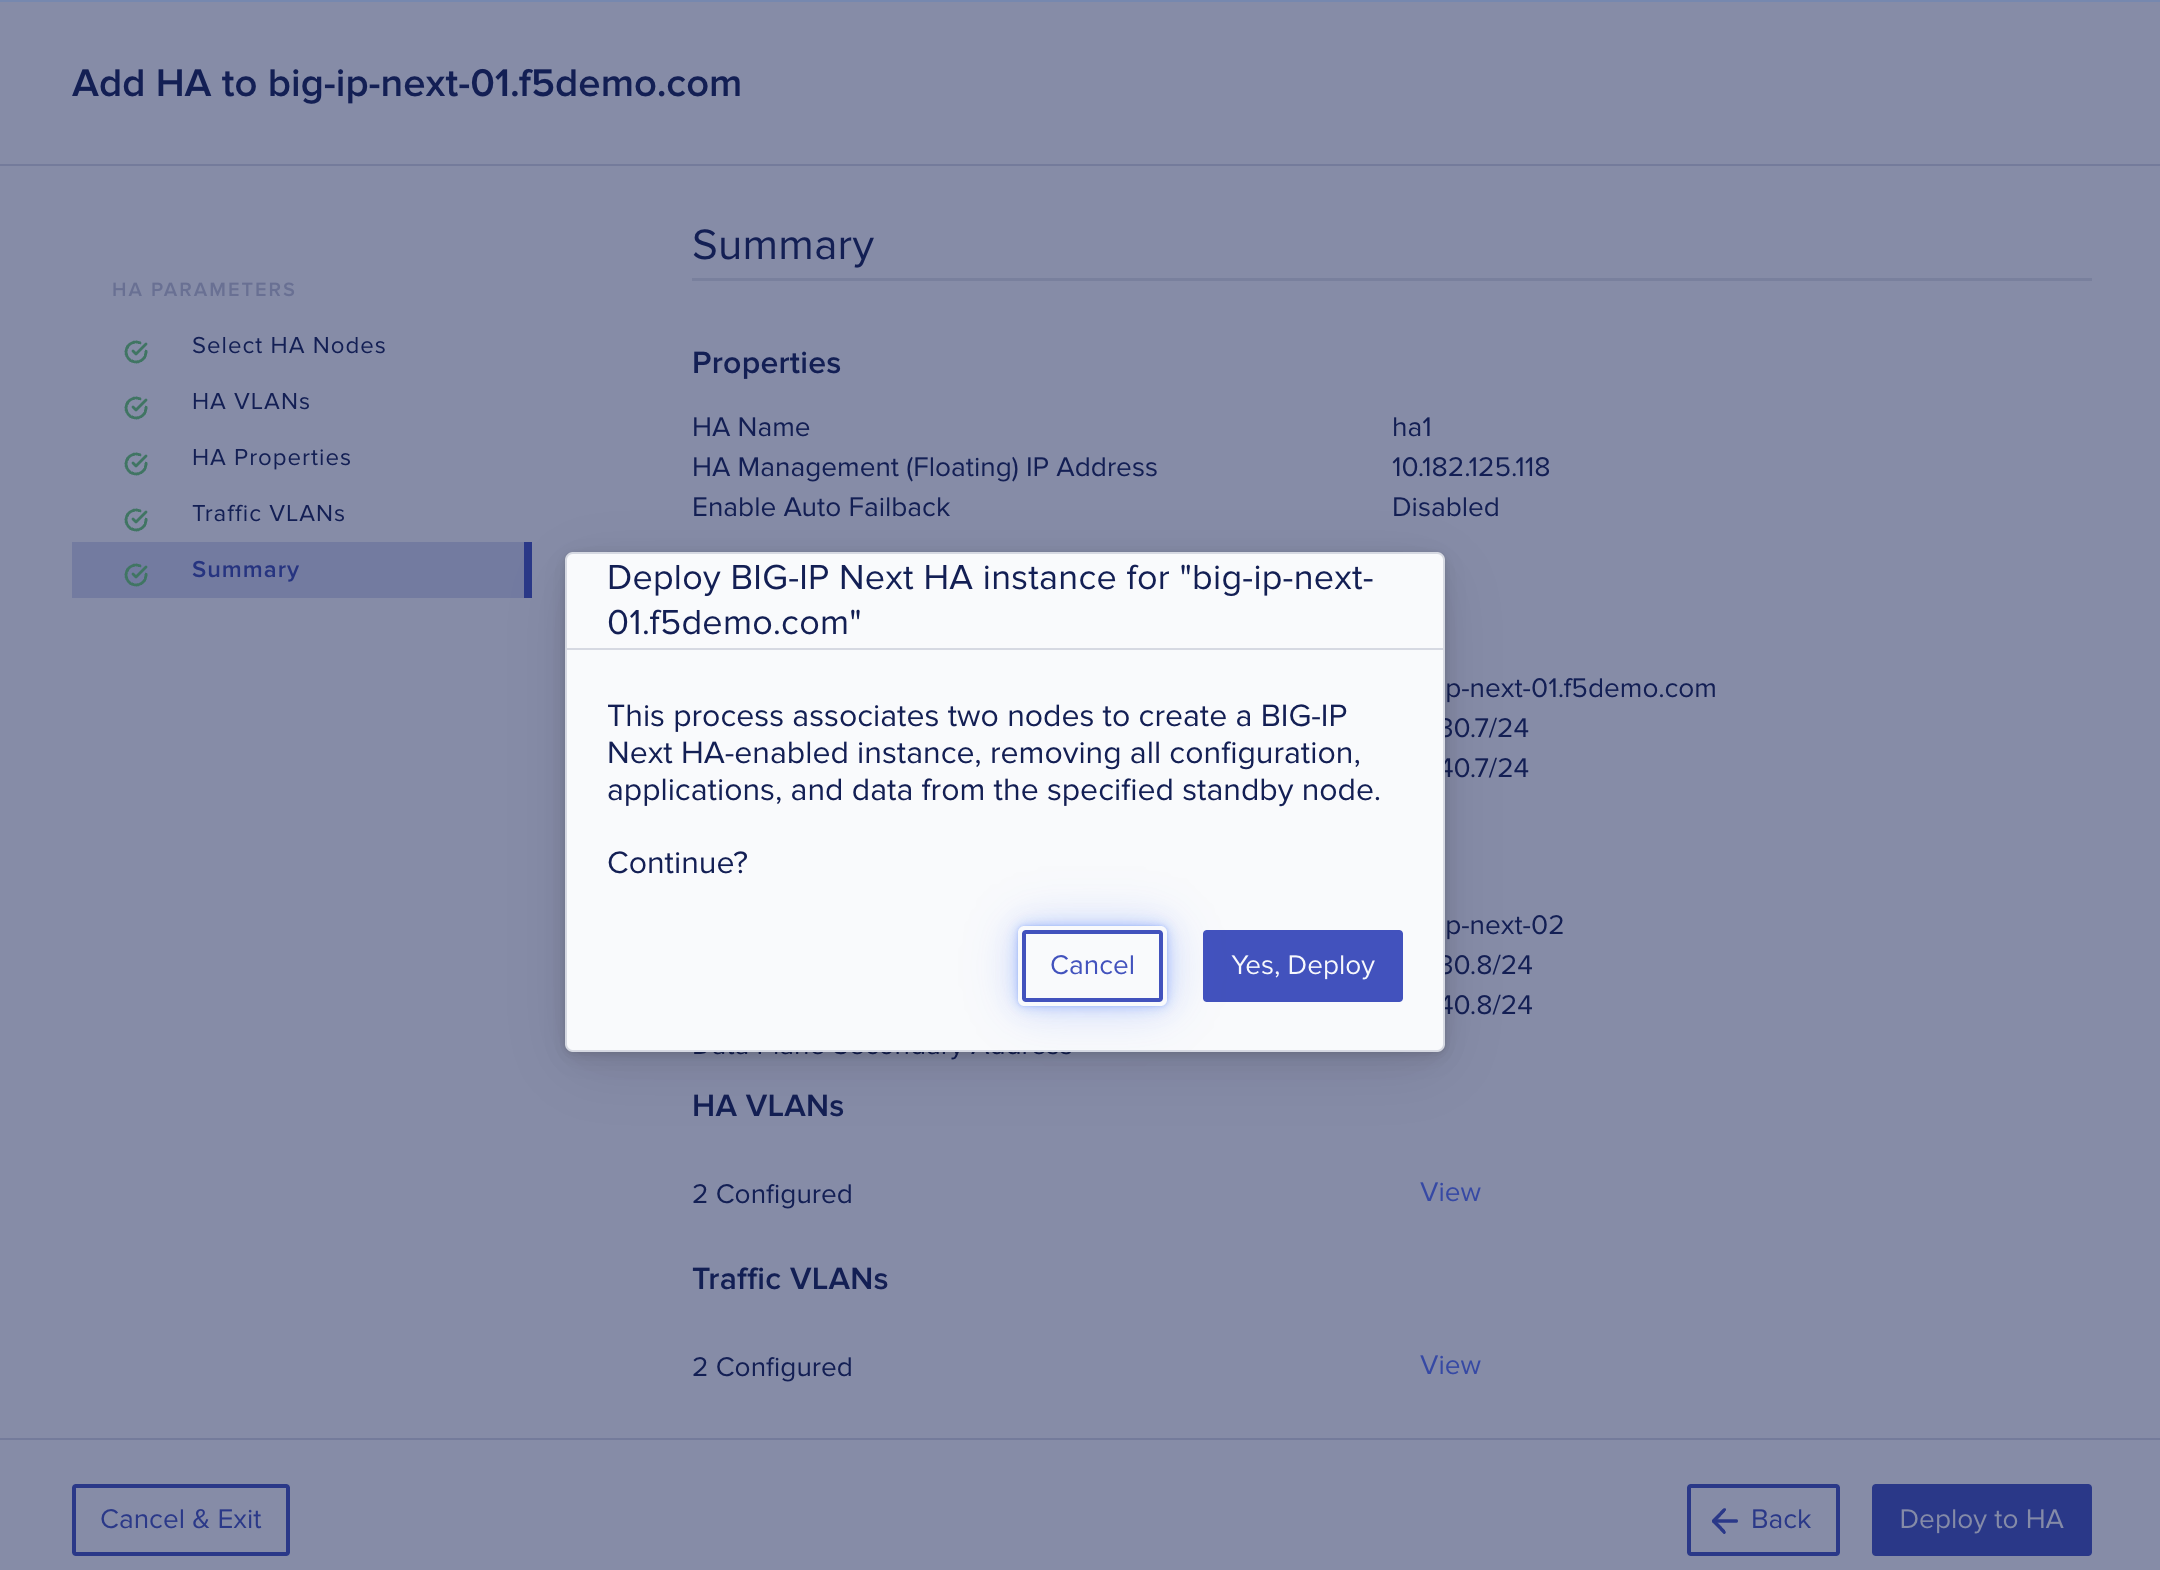 Add HA to big-ip-next-01.f5demo.com
HA PARAMETERS
Select HA Nodes
HA VLANs
HA Properties
Traffic VLANs
Summary
Summary
Properties
HA Name ha1
HA Management (Floating) IP Address 10.182.125.118
Enable Auto Failback Disabled
Deploy BIG-IP Next HA instance for "big-ip-next-
01.f5demo.com"
This process associates two nodes to create a BIG-IP
Next HA-enabled instance, removing all configuration,
applications, and data from the specified standby node.
Continue?
Cancel Yes, Deploy
p-next-01.f5demo.com
30.7/24
40.7/24
p-next-02
30.8/24
40.8/24
Data Plane Secondary Address
HA VLANs
2 Configured View
Traffic VLANs
2 Configured View
Cancel & Exit
Back
Deploy to HA